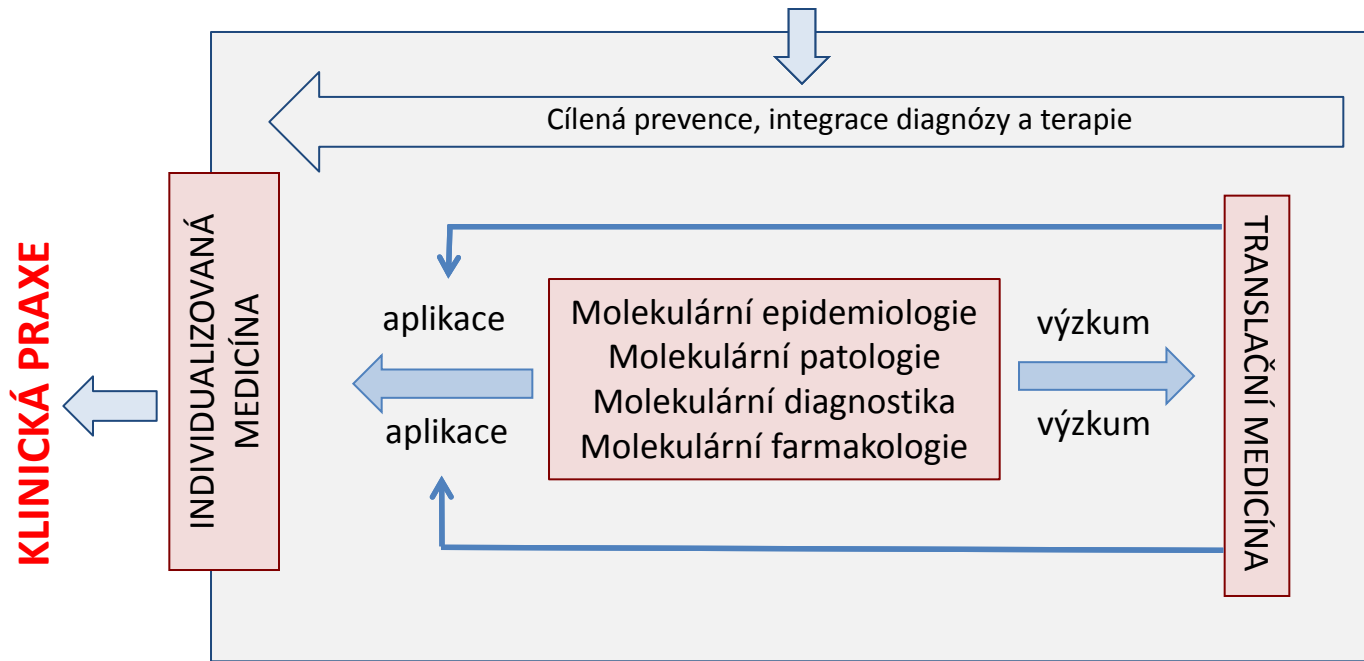 Cílená prevence, integrace diagnózy a terapie
KLINICKÁ PRAXE
INDIVIDUALIZOVANÁ
MEDICÍNA
aplikace
aplikace
Molekulární epidemiologie
Molekulární patologie
Molekulární diagnostika
Molekulární farmakologie
výzkum
výzkum
TRANSLAČNÍ MEDICÍNA